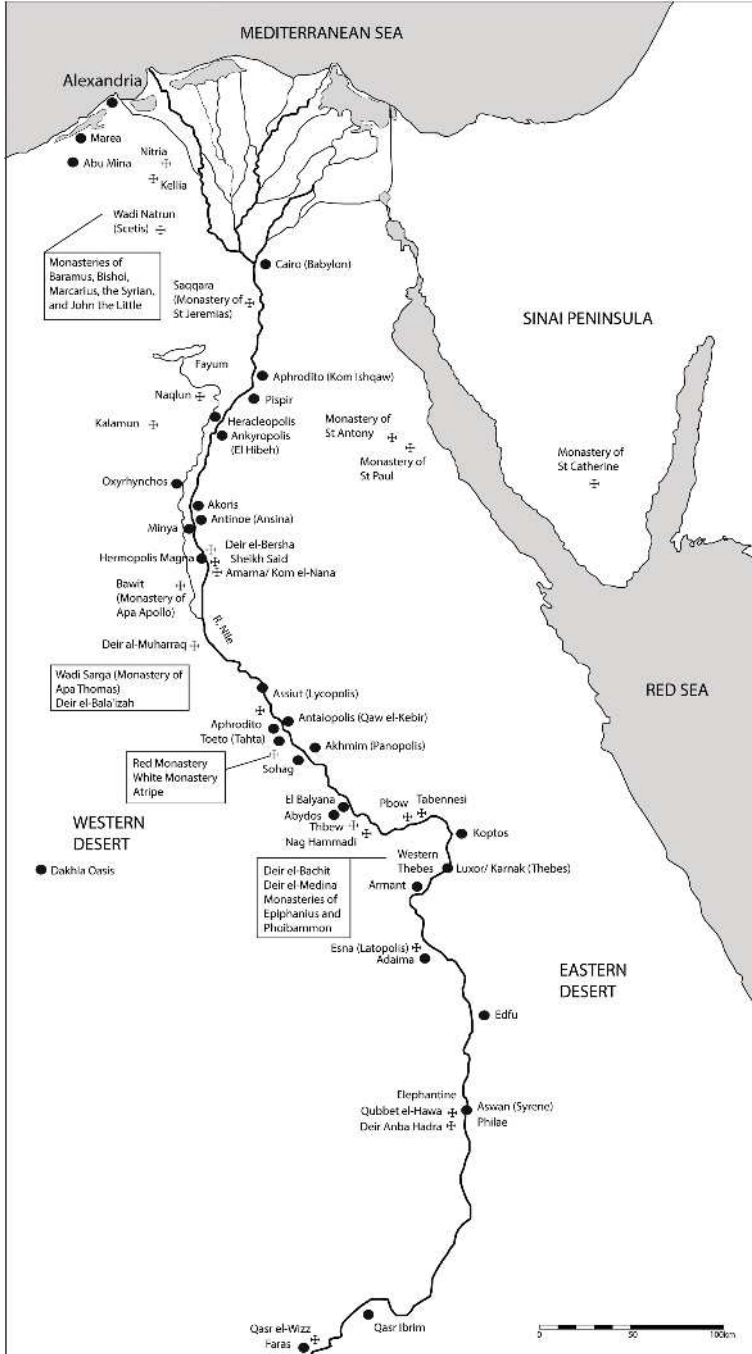 MEDITERRANEAN SEA
Alexandria
Marea
Abu Mina
Nitria
Kellia
Wadi Natrun
(Scetis)
Monasteries of
Baramus, Bishoi,
Marcarius, the Syrian,
and John the Little
Cairo (Babylon)
Saqqara
(Monastery of
St Jeremias)
SINAI PENINSULA
Fayum
Naqlun
Kalamun
Aphrodito (Kom Ishqaw)
Pispir
Heracleopolis
Ankyropolis
(El Hibeh)
Monastery of
St Antony
Monastery of
St Paul
Monastery of
St Catherine
Oxyrhynchos
Akoris
Antinoe (Ansina)
Minya
Deir el-Bersha
Hermopolis Magna
Sheikh Said
Amarna/ Kom el-Nana
Bawit
(Monastery of
Apa Apollo)
R. Nile
Deir al-Muharraq
Wadi Sarga (Monastery of
Apa Thomas)
Deir el-Bala'izah
RED SEA
Assiut (Lycopolis)
Antaiopolis (Qaw el-Kebir)
Aphrodito
Toeto (Tahta)
Akhmim (Panopolis)
Red Monastery
White Monastery
Atripe
Sohag
El Balyana
Abydos
Thbew
Nag Hammadi
Pbow
Tabennesi
Koptos
WESTERN
DESERT
Dakhla Oasis
Deir el-Bachit
Deir el-Medina
Monasteries of
Epiphanius and
Phoibammon
Western
Thebes
Luxor/ Karnak (Thebes)
Armant
Esna (Latopolis)
Adaima
EASTERN
DESERT
Edfu
Elephantine
Qubbet el-Hawa
Deir Anba Hadra
Aswan (Syrene)
Philae
Qasr el-Wizz
Faras
Qasr Ibrim
0 50 100km